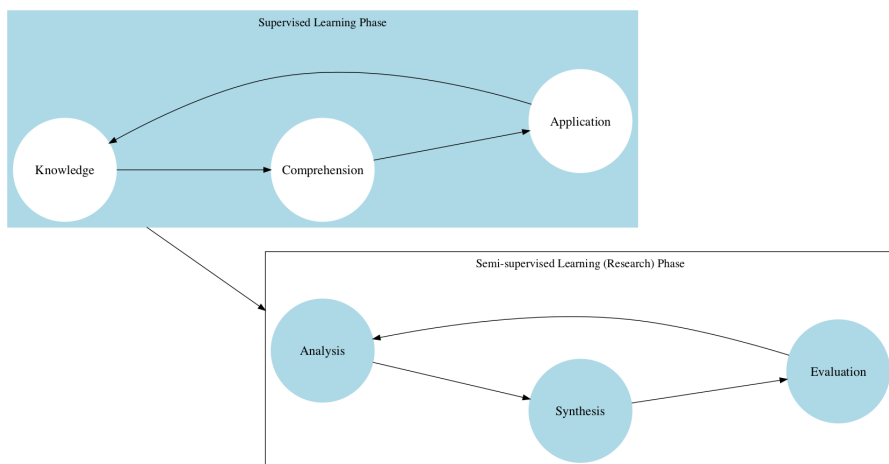 Supervised Learning Phase
Application
Knowledge
Comprehension
Semi-supervised Learning (Research) Phase
Analysis
Evaluation
Synthesis